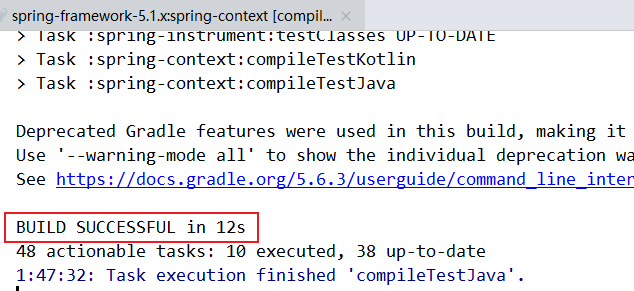 spring-framework-5.1.x:spring-context [compil...
> Task :spring-instrument:testClasses UP-TO-DATE
> Task :spring-context:compileTestKotlin
> Task :spring-context:compileTestJava
Deprecated Gradle features were used in this build, making it
Use '--warning-mode all' to show the individual deprecation wa
See https://docs.gradle.org/5.6.3/userguide/command_line_inter
BUILD SUCCESSFUL in 12s
48 actionable tasks: 10 executed, 38 up-to-date
1:47:32: Task execution finished 'compileTestJava'.